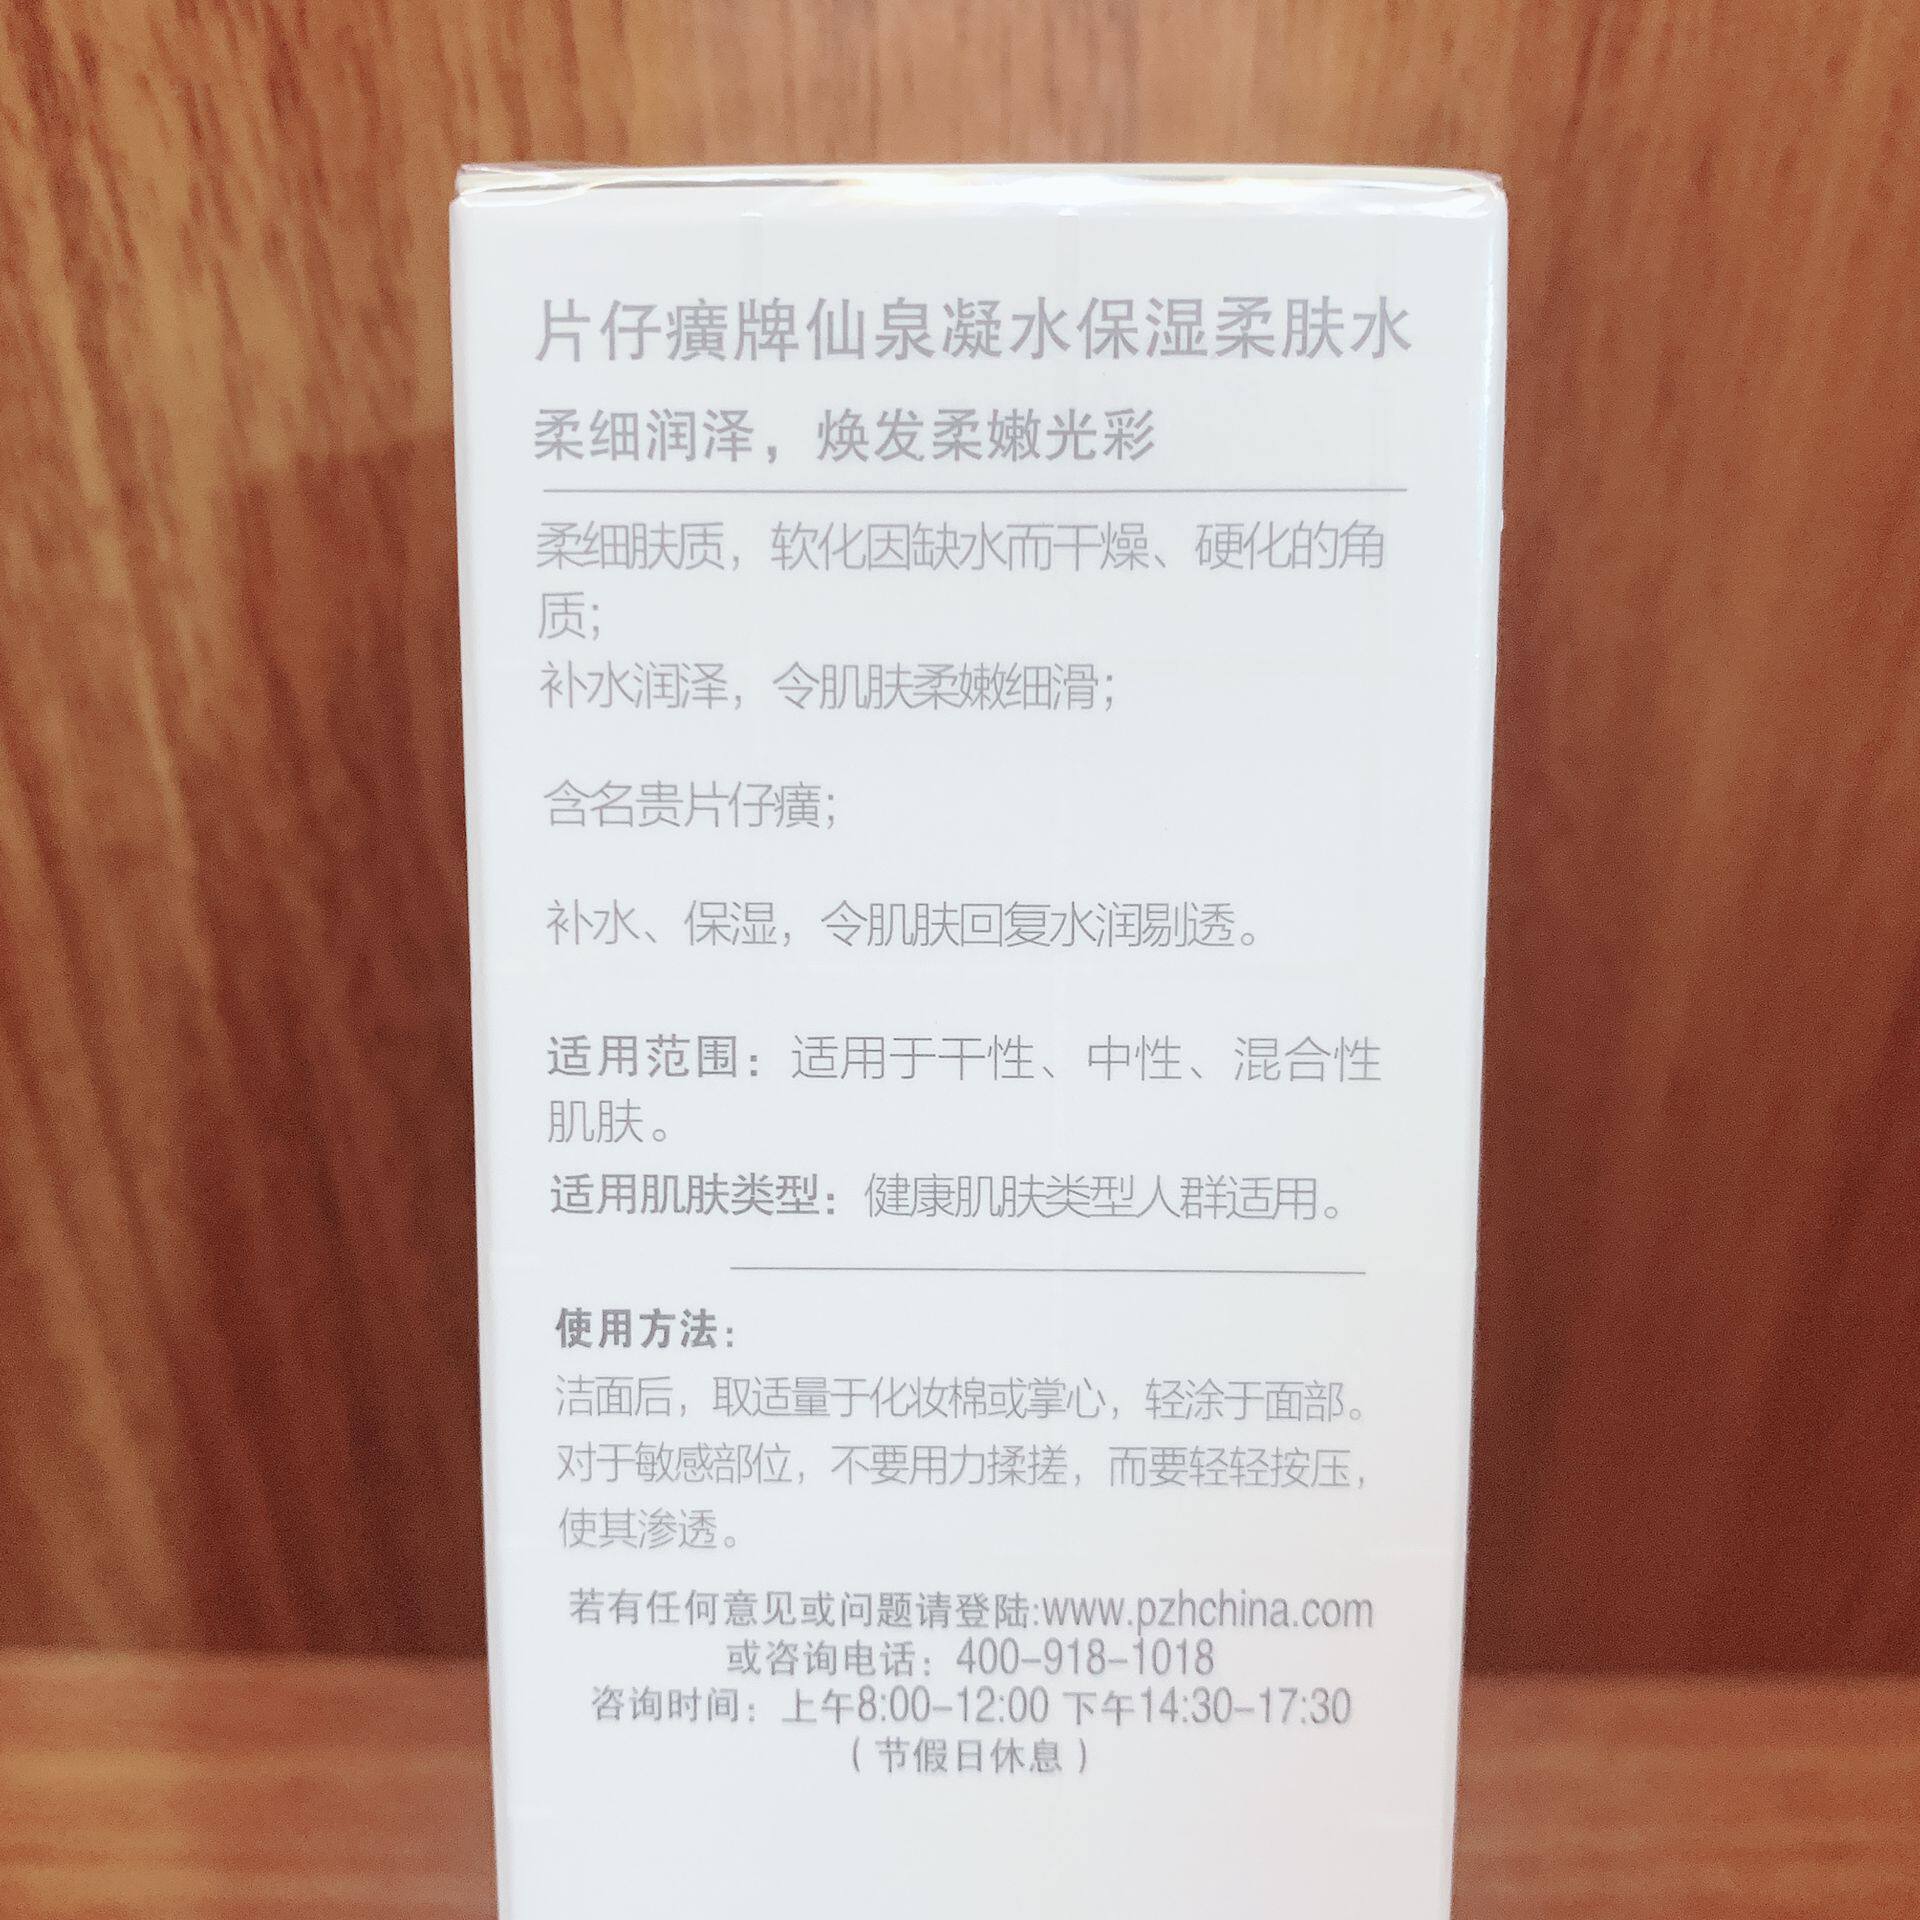 片仔癀牌仙泉凝水保湿柔肤水
柔细润泽，焕发柔嫩光彩
柔细肤质，软化因缺水而干燥、硬化的角
质；
补水润泽，令肌肤柔嫩细滑；
含名贵片仔癀；
补水、保湿，令肌肤回复水润剔透。
适用范围：适用于干性、中性、混合性
肌肤。
适用肌肤类型：健康肌肤类型人群适用。
使用方法：
洁面后，取适量于化妆棉或掌心，轻涂于面部。
对于敏感部位，不要用力揉搓，而要轻轻按压，
使其渗透。
若有任何意见或问题请登陆:www.pzhchina.com
或咨询电话：400-918-1018
咨询时间：上午8:00-12:00 下午14:30-17:30
（节假日休息）